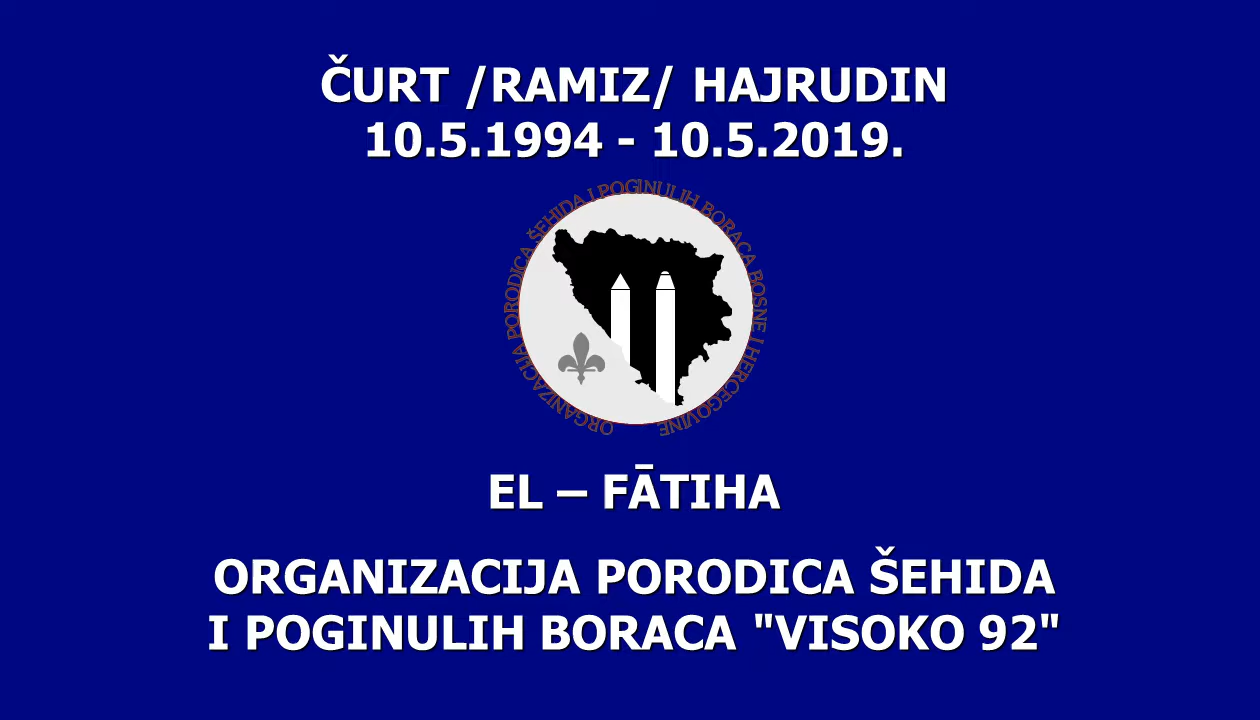 ČURT /RAMIZ/ HAJRUDIN
10.5.1994 - 10.5.2019.
ORGANIZACIJA PORODICA ŠEHIDA I POGINULIH BORACA BOSNE I HERCEGOVINE
EL – FĀTIHA
ORGANIZACIJA PORODICA ŠEHIDA
I POGINULIH BORACA "VISOKO 92"